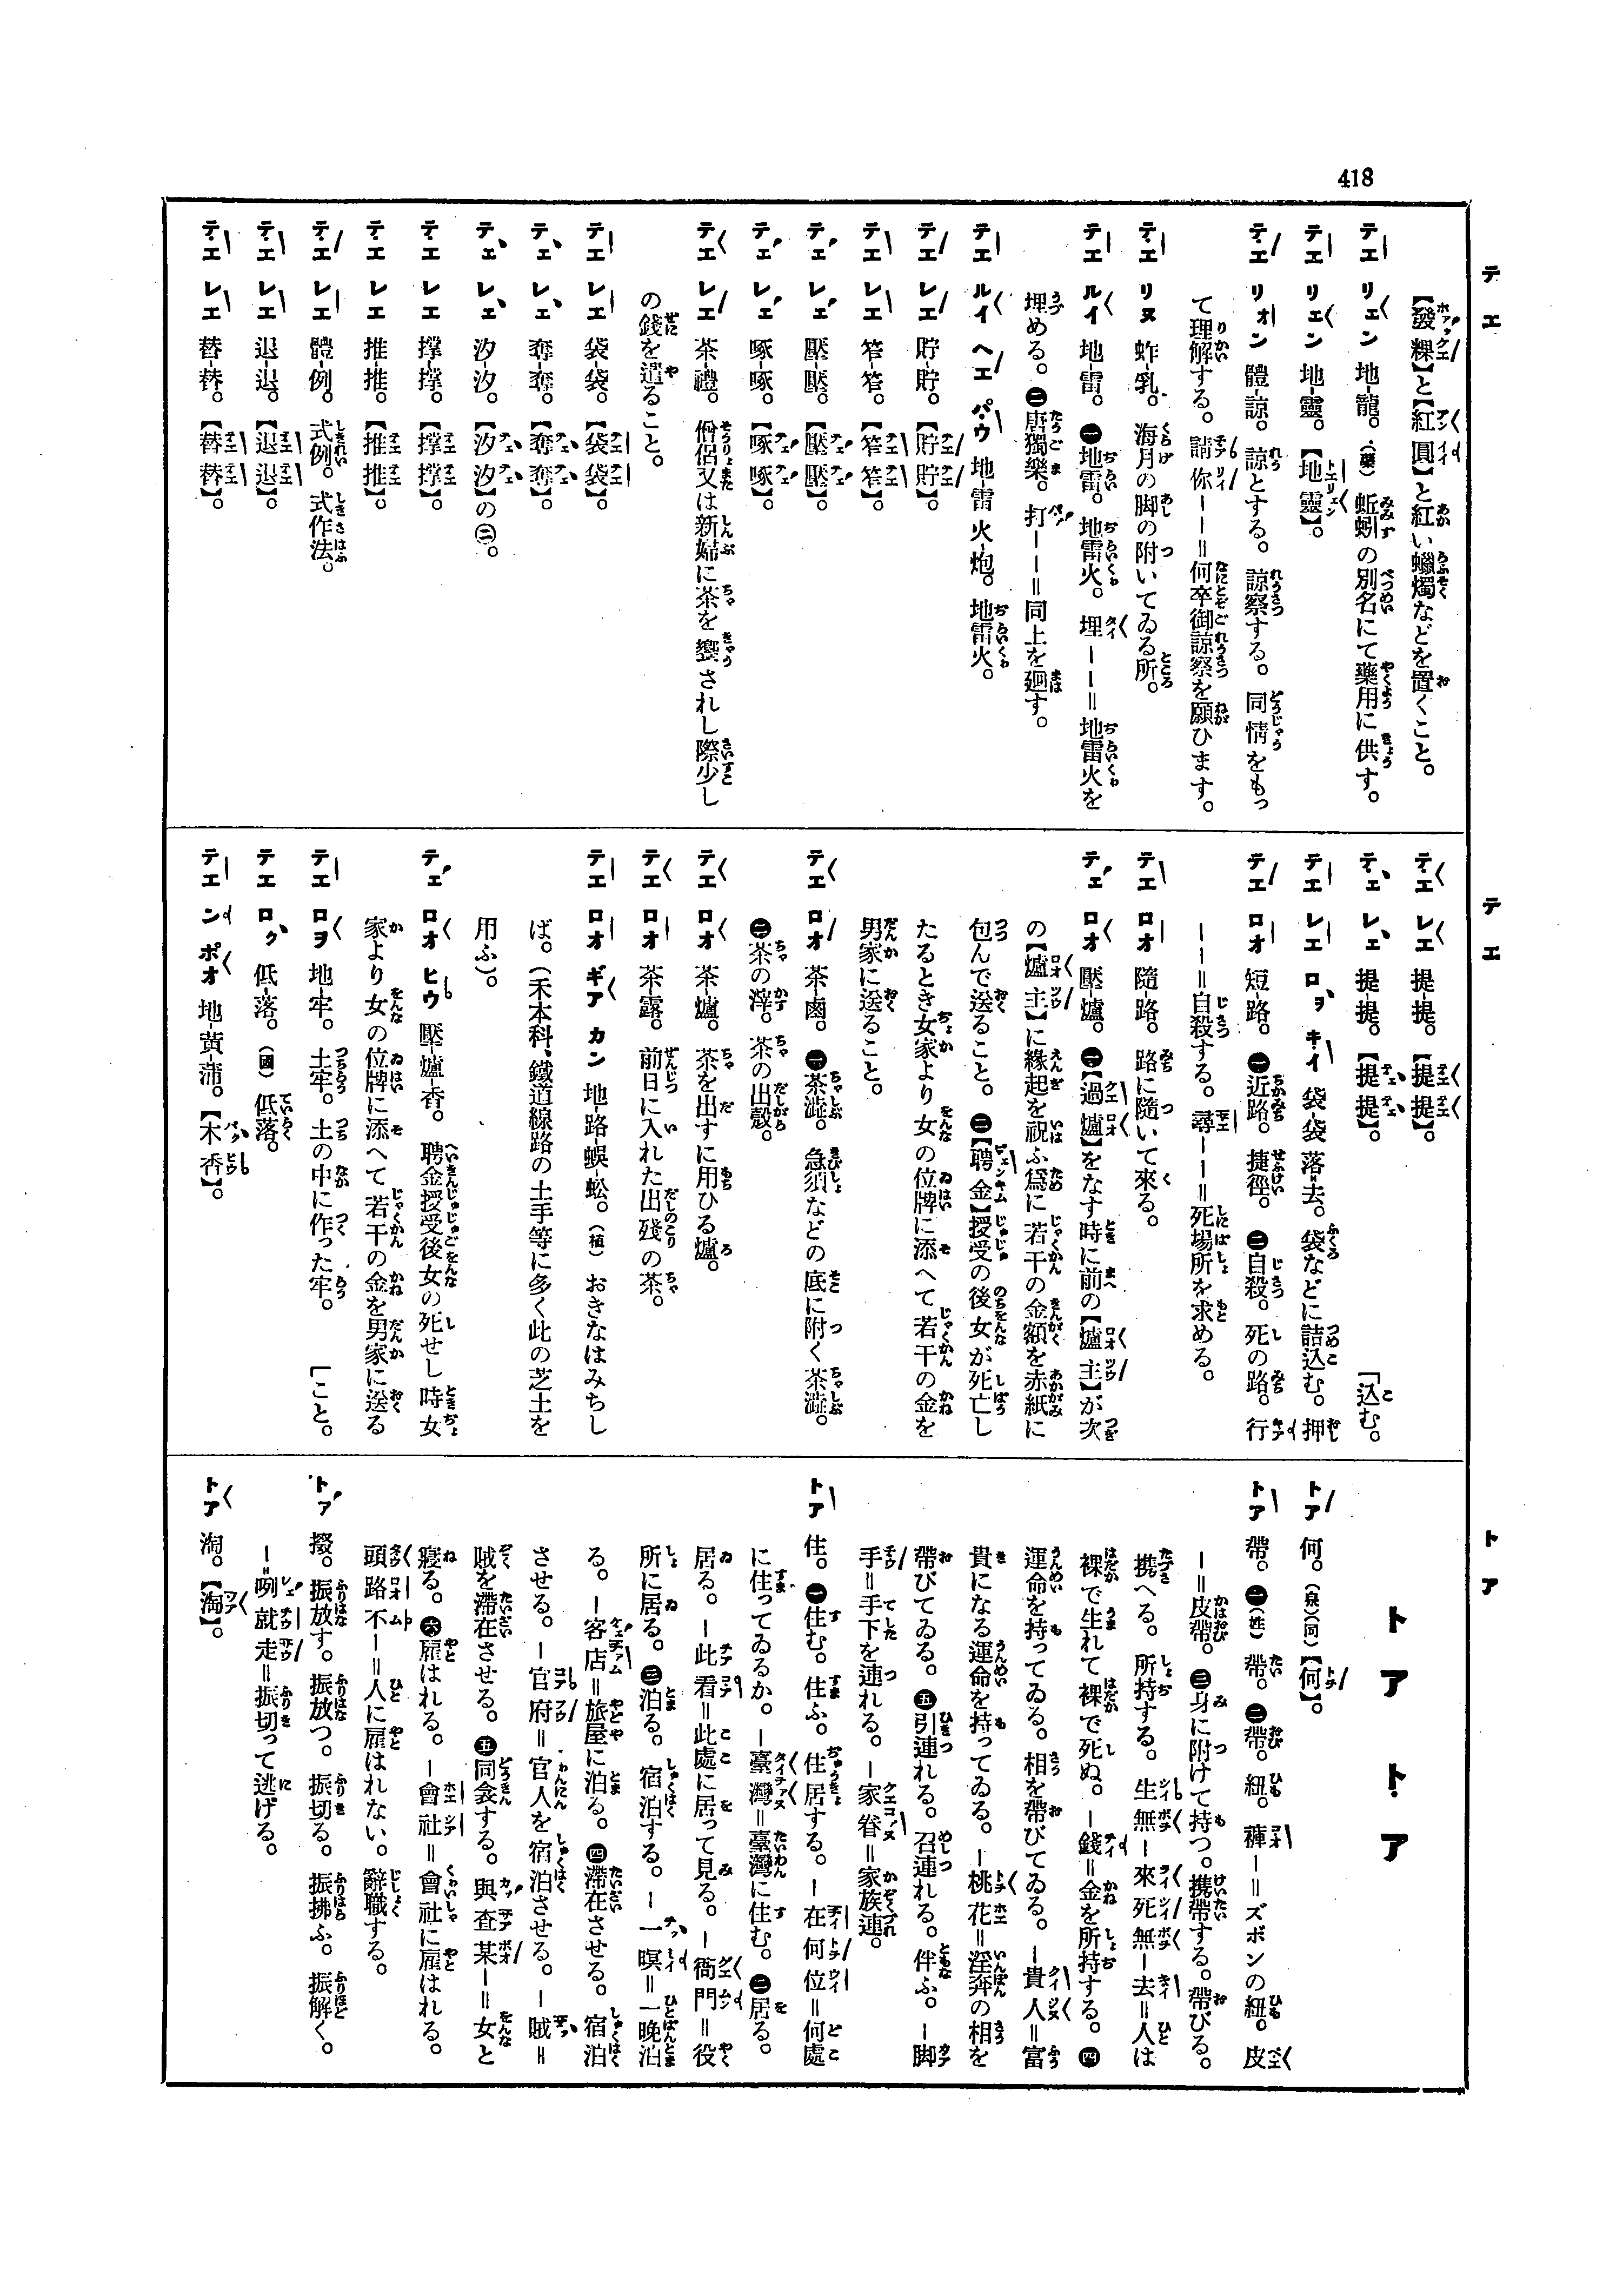 418
テエ
【發粿】と【紅圓】と紅い蠟燭などを置くこと。
テエ リェン 地-龍。(藥) 蚯蚓の別名にて藥用に供す。
テエ リェン 地-靈。【地靈】。
テエ リォン 體-諒。諒とする。諒察する。同情をもっ
て理解する。請你ーー＝何卒御諒察を願ひます。
テエ リヌ 蚱-乳。海月の脚の附いてゐる所。
テエ ルイ 地-雷。㊀地雷。地雷火。埋ーー＝地雷火を
埋める。㊁唐獨樂。打ーー＝同上を廻す。
テエ ルイ ヘエ パウ 地-雷 火-炮。地雷火。
テエ レエ 貯-貯。【貯貯】。
テエ レエ 笮-笮。【笮笮】。
テェ レェ 壓-壓。【壓壓】。
テェ レェ 啄-啄。【啄啄】。
テエ レエ 茶-禮。僧侶又は新婦に茶を饗されし際少し
の錢を遣ること。
テエ レエ 袋-袋。【袋袋】。
テェ レェ 奪-奪。【奪奪】。
テェ レェ 汐-汐。【汐汐】の㊂。
テエ レエ 撑-撑。【撑撑】。
テエ レエ 推-推。【推推】。
テエ レエ 體-例。式例。式作法。
テエ レエ 退-退。【退退】。
テエ レエ 替-替。【替替】。
テエ
テエ レエ 提-提。【提提】。
テェ レェ 提-提。【提提】。 「込む。
テエ レエ ロヲ キイ 袋-袋 落＝去。袋などに詰込む。押
テエ ロオ 短-路。㊀近路。捷徑。㊁自殺。死の路。行
ーー＝自殺する。尋ーー＝死場所を求める。
テエ ロオ 隨-路。路に隨いて來る。
テェ ロオ 壓-爐。㊀【過爐】をなす時に前の【爐主】が次
の【爐主】に緣起を祝ふ爲に若干の金額を赤紙に
包んで送ること。㊁【聘金】授受の後女が死亡し
たるとき女家より女の位牌に添へて若干の金を
男家に送ること。
テエ ロオ 茶-鹵。㊀茶澁。急須などの底に附く茶澁。
㊁茶の滓。茶の出殼。
テエ ロオ 茶-爐。茶を出すに用ひる爐。
テエ ロオ 茶-露。前日に入れた出殘の茶。
テエ ロオ ギア カン 地-路-蜈-蚣。(植) おきなはみちし
ば。(禾本科、鐵道線路の土手等に多く此の芝土を
用ふ)。
テェ ロオ ヒウ 壓-爐-香。聘金授受後女の死せし時女
家より女の位牌に添へて若干の金を男家に送る
テエ ロヲ 地-牢。土牢。土の中に作った牢。 「こと。
テエ ロㇰ 低-落。(國) 低落。
テエ ン ポオ 地-黄-蒲。【木香】。
トア
トア トア
トア 何。(泉)(同)【何】。
トア 帶。㊀(姓) 帶。㊁帶。紐。褲ー＝ズボンの紐。皮
ー＝皮帶。㊂身に附けて持つ。携帶する。帶びる。
携へる。所持する。生無ー來死無ー去＝人は
裸で生れて裸で死ぬ。ー錢＝金を所持する。㊃
運命を持ってゐる。相を帶びてゐる。ー貴人＝富
貴になる運命を持ってゐる。ー桃花＝淫奔の相を
帶びてゐる。㊄引連れる。召連れる。伴ふ。ー脚
手＝手下を連れる。ー家眷＝家族連。
トア 住。㊀住む。住ふ。住居する。ー在何位＝何處
に住ってゐるか。ー臺灣＝臺灣に住む。㊁居る。
居る。ー此看＝此處に居って見る。ー衙門＝役
所に居る。㊂泊る。宿泊する。ー一暝＝一晩泊
る。ー客店＝旅屋に泊る。㊃滯在させる。宿泊
させる。ー官府＝官人を宿泊させる。ー賊＝
賊を滯在させる。㊄同衾する。與查某ー＝女と
寢る。㊅雇はれる。ー會社＝會社に雇はれる。
頭路不ー＝人に雇はれない。辭職する。
トァ 掇。振放す。振放つ。振切る。振拂ふ。振解く。
ー＝咧就走＝振切って逃げる。
トア 淘。【淘】。